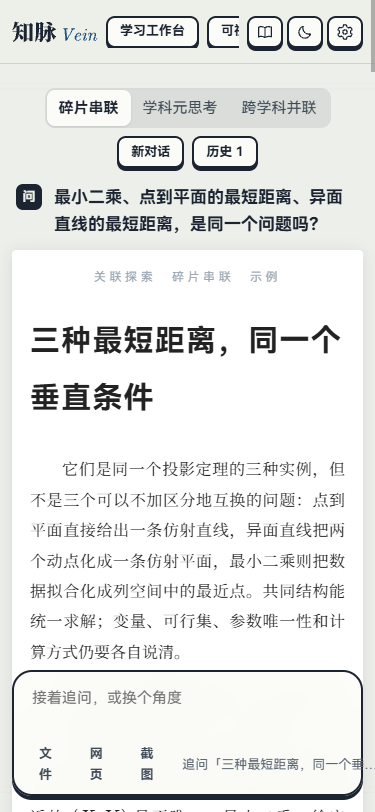 知脉 Vein 学习工作台
碎片串联 学科元思考 跨学科并联
新对话 历史 1
问 最小二乘、点到平面的最短距离、异面
直线的最短距离，是同一个问题吗？
关联探索 碎片串联 示例
三种最短距离，同一个
垂直条件
它们是同一个投影定理的三种实例，但
不是三个可以不加区分地互换的问题：点到
平面直接给出一条仿射直线，异面直线把两
个动点化成一条仿射平面，最小二乘则把数
据拟合化成列空间中的最近点。共同结构能
统一求解；变量、可行集、参数唯一性和计
算方式仍要各自说清。
接着追问，或换个角度
文件 网页 截图 追问「三种最短距离，同一个垂…